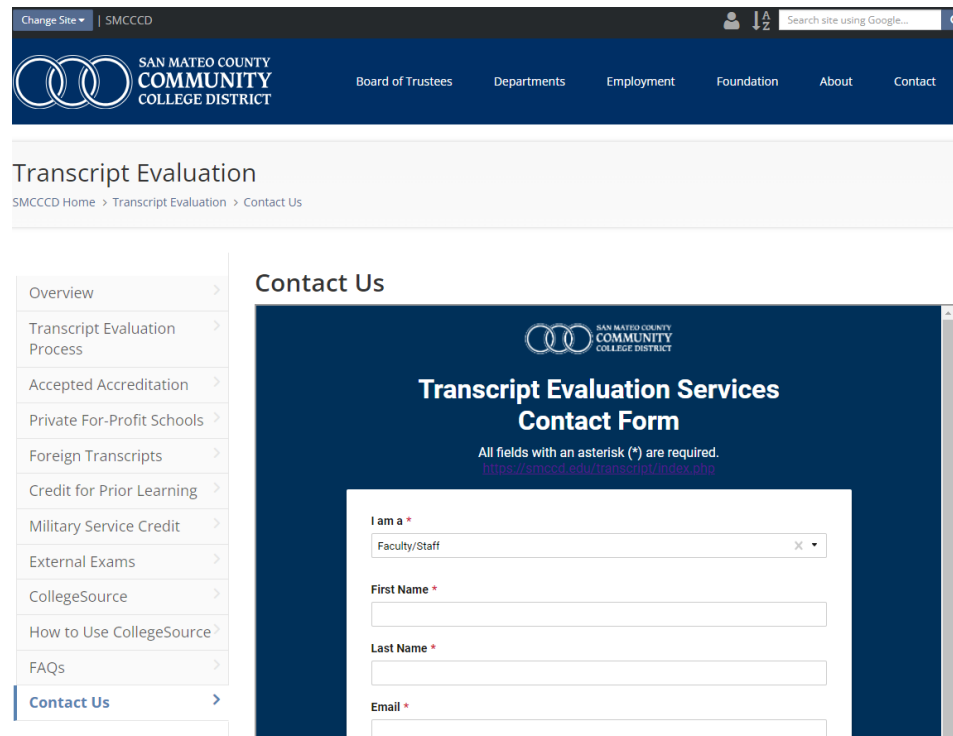 Change Site | SMCCCD
Search site using Google...
SAN MATEO COUNTY
COMMUNITY
COLLEGE DISTRICT
Board of Trustees Departments Employment Foundation About Contact
Transcript Evaluation
SMCCCD Home > Transcript Evaluation > Contact Us
Overview
Transcript Evaluation
Process
Accepted Accreditation
Private For-Profit Schools
Foreign Transcripts
Credit for Prior Learning
Military Service Credit
External Exams
CollegeSource
How to Use CollegeSource
FAQs
Contact Us
Contact Us
SAN MATEO COUNTY
COMMUNITY
COLLEGE DISTRICT
Transcript Evaluation Services
Contact Form
All fields with an asterisk (*) are required.
https://smccd.edu/transcript/index.php
I am a *
Faculty/Staff
First Name *
Last Name *
Email *